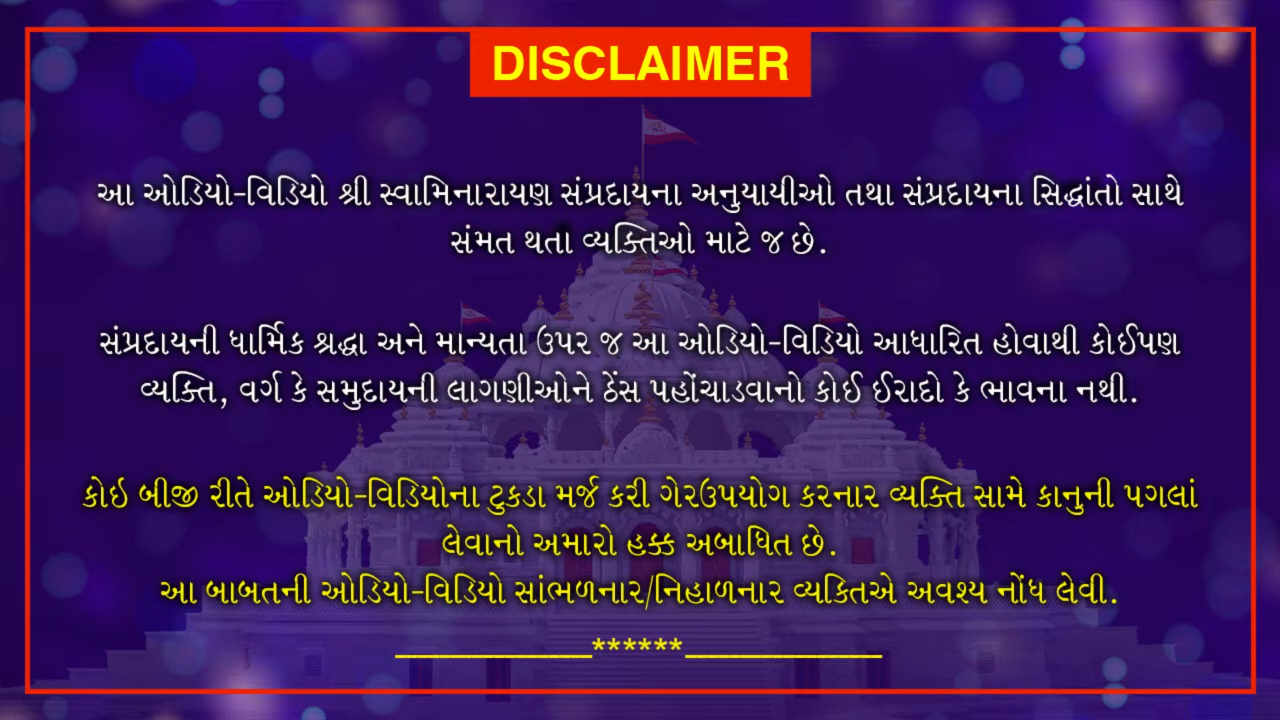 DISCLAIMER
આ ઓડિયો-વિડિયો શ્રી સ્વામિનારાયણ સંપ્રદાયના અનુયાયીઓ તથા સંપ્રદાયના સિદ્ધાંતો સાથે
સંમત થતા વ્યક્તિઓ માટે જ છે.
સંપ્રદાયની ધાર્મિક શ્રદ્ધા અને માન્યતા ઉપર જ આ ઓડિયો-વિડિયો આધારિત હોવાથી કોઈપણ
વ્યક્તિ, વર્ગ કે સમુદાયની લાગણીઓને ઠેંસ પહોંચાડવાનો કોઈ ઈરાદો કે ભાવના નથી.
કોઇ બીજી રીતે ઓડિયો-વિડિયોના ટુકડા મર્જ કરી ગેરઉપયોગ કરનાર વ્યક્તિ સામે કાનુની પગલાં
લેવાનો અમારો હક્ક અબાધિત છે.
આ બાબતની ઓડિયો-વિડિયો સાંભળનાર/નિહાળનાર વ્યકિતએ અવશ્ય નોંધ લેવી.
______________******______________